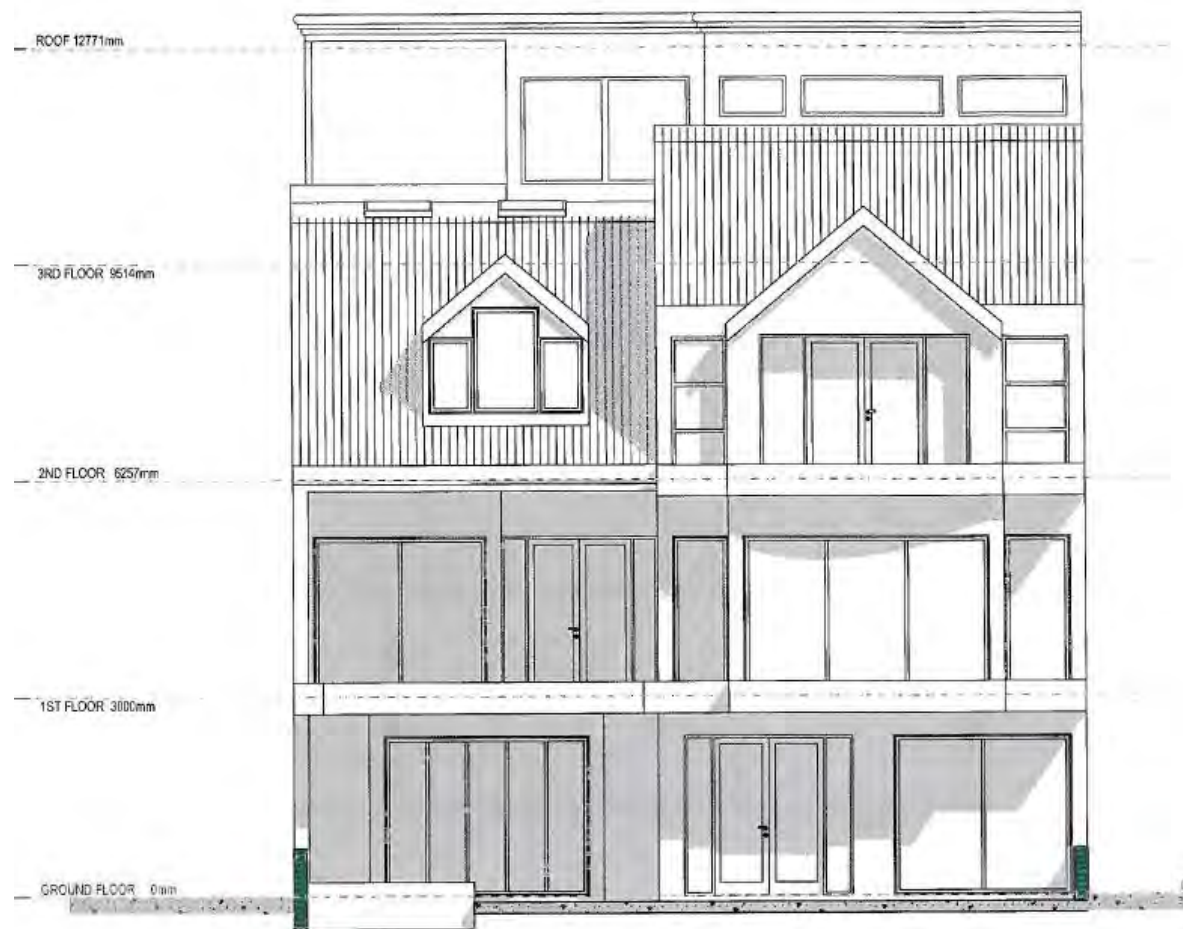 ROOF 12771mm
3RD FLOOR 9514mm
2ND FLOOR 6257mm
1ST FLOOR 3000mm
GROUND FLOOR 0mm